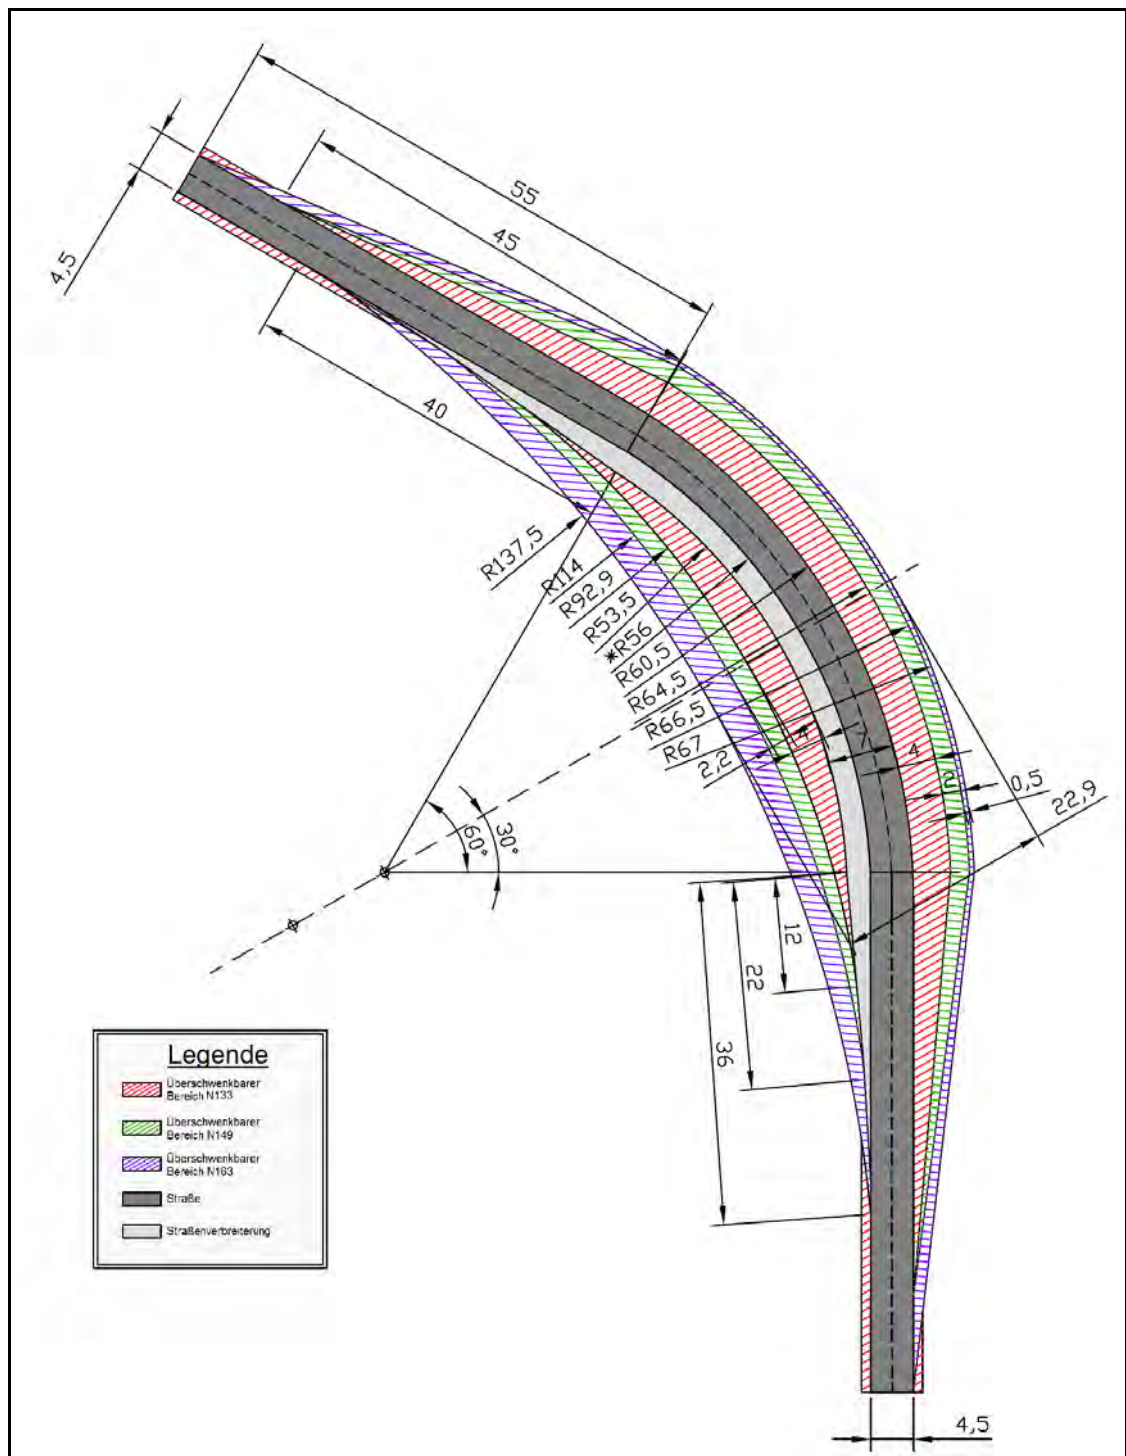 55
45
4,5
40
R137,5
R114
R92,9
R53,5
*R56
R60,5
R64,5
R66,5
R67
2,2
4
7
4
2
0,5
22,9
60°
30°
12
22
36
Legende
Überschwenkbarer
Bereich N133
Überschwenkbarer
Bereich N149
Überschwenkbarer
Bereich N163
Straße
Straßenverbreiterung
4,5